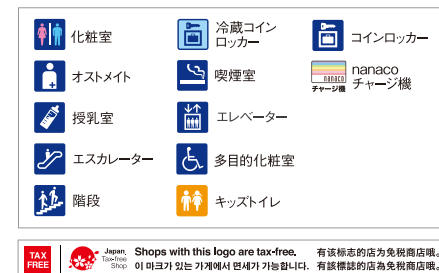 化粧室
冷蔵コイン
ロッカー
コインロッカー
オストメイト
喫煙室
nanaco
チャージ機
nanaco
チャージ機
授乳室
エレベーター
エスカレーター
多目的化粧室
階段
キッズトイレ
TAX
FREE
Japan.
Tax-free
Shop
Shops with this logo are tax-free.
이 마크가 있는 가게에서 면세가 가능합니다.
有该标志的店为免税商店哦。
有該標誌的店為免稅商店哦。